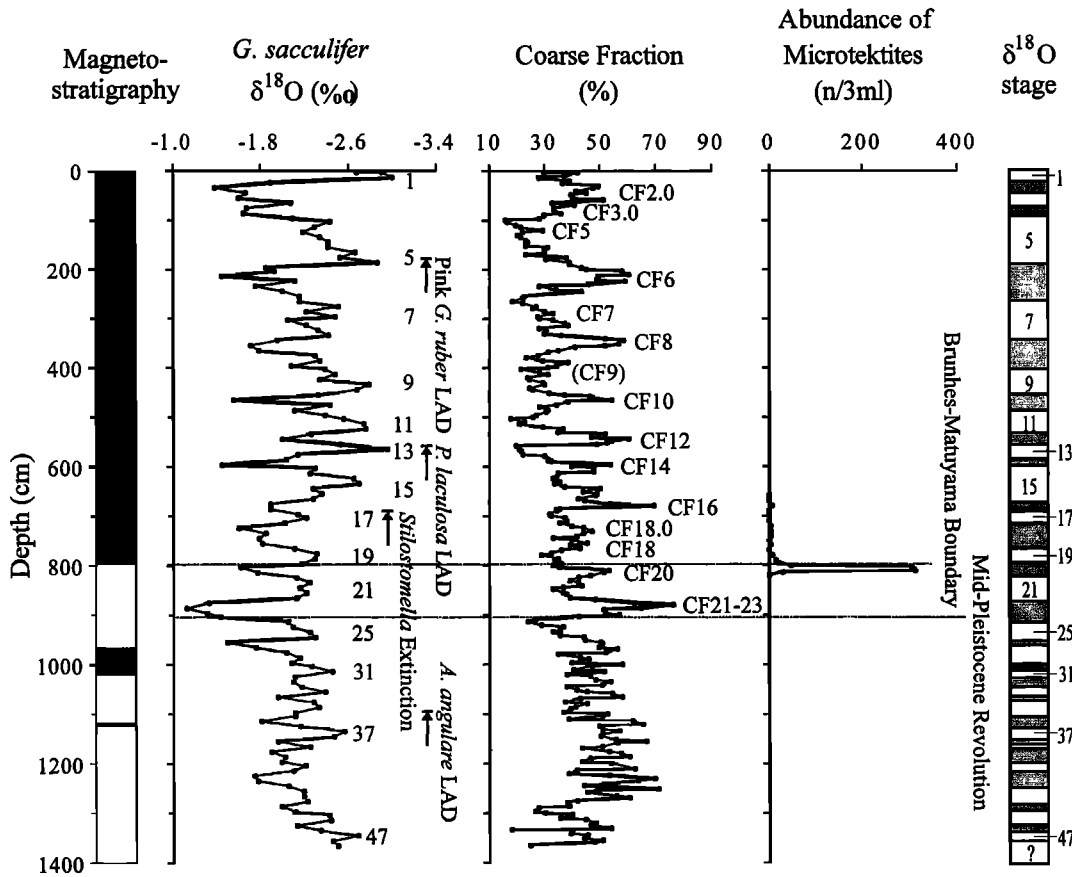 Magneto-
stratigraphy
G. sacculifer
δ18O (‰)
Coarse Fraction
(%)
Abundance of
Microtektites
(n/3ml)
δ18O
stage
-1.0 -1.8 -2.6 -3.4
10 30 50 70 90
0 200 400
Depth (cm)
0
200
400
600
800
1000
1200
1400
1
5
7
9
11
13
15
17
19
21
25
31
37
47
Pink G. ruber LAD
P. laculosa LAD
Stilostomella Extinction
A. angulare LAD
CF2.0
CF3.0
CF5
CF6
CF7
CF8
(CF9)
CF10
CF12
CF14
CF16
CF18.0
CF18
CF20
CF21-23
Brunhes-Matuyama Boundary
Mid-Pleistocene Revolution
1
5
7
9
11
13
15
17
19
21
25
31
37
47
?